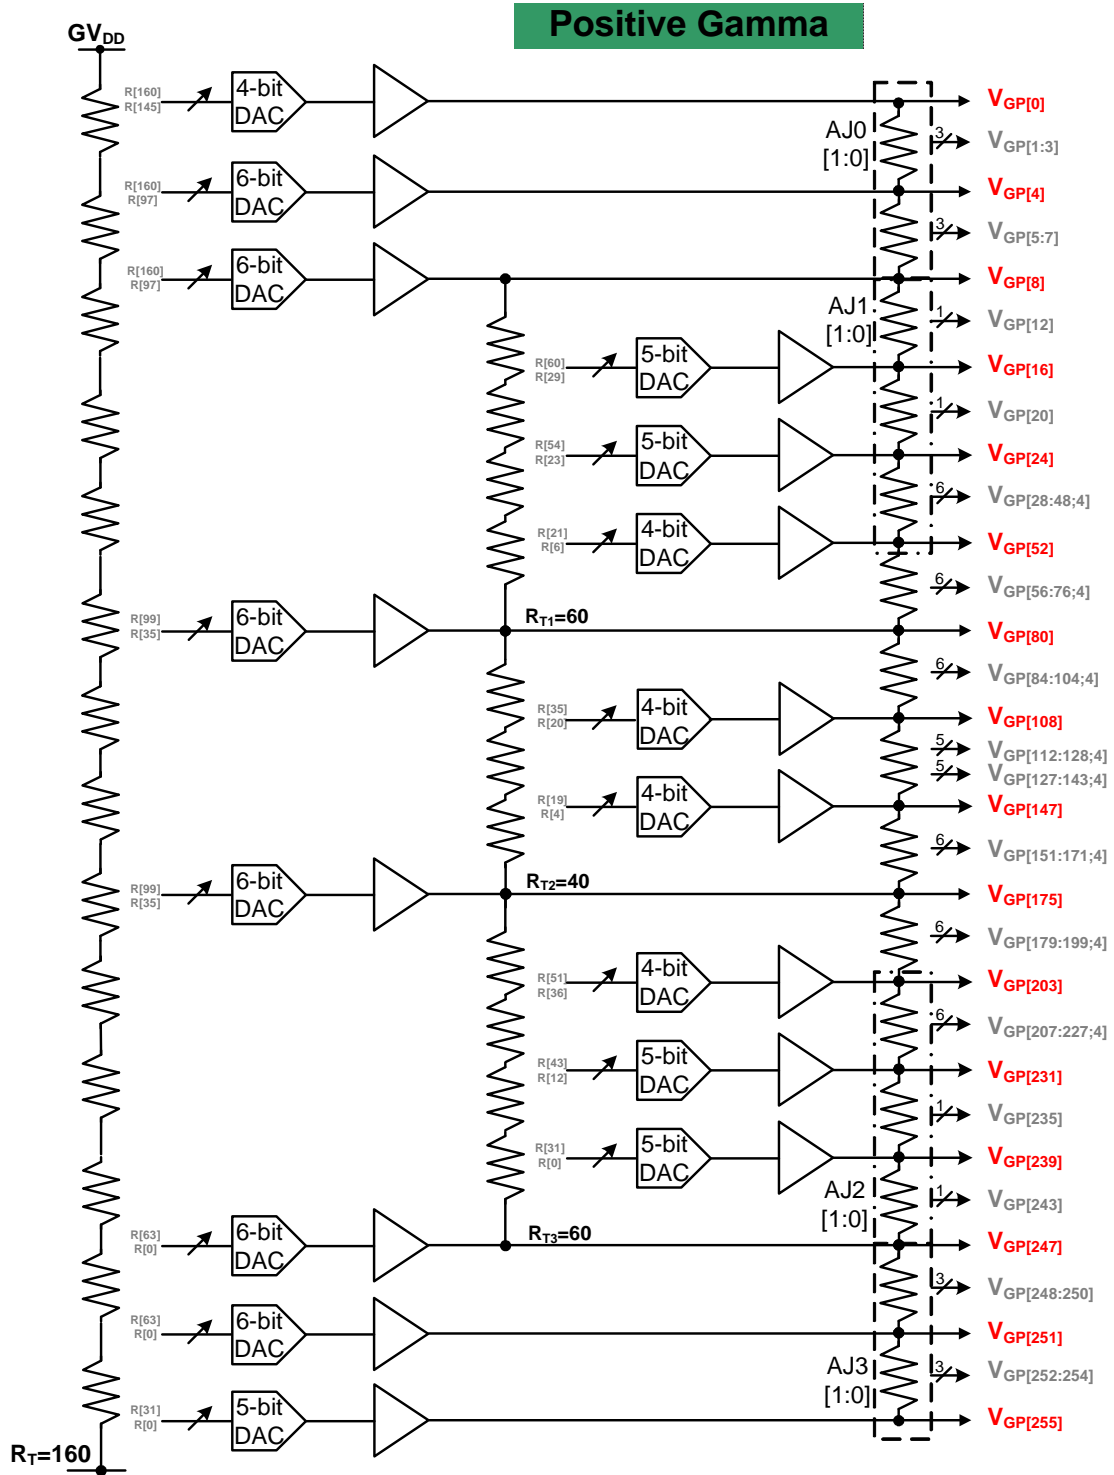 Positive Gamma
GVDD
R[160]
R[145]
4-bit
DAC
AJ0
[1:0]
VGP[0]
3
VGP[1:3]
R[160]
R[97]
6-bit
DAC
VGP[4]
3
VGP[5:7]
R[160]
R[97]
6-bit
DAC
VGP[8]
AJ1
[1:0]
1
VGP[12]
R[60]
R[29]
5-bit
DAC
VGP[16]
1
VGP[20]
R[54]
R[23]
5-bit
DAC
VGP[24]
6
VGP[28:48;4]
R[21]
R[6]
4-bit
DAC
VGP[52]
6
VGP[56:76;4]
R[99]
R[35]
6-bit
DAC
RT1=60
VGP[80]
6
VGP[84:104;4]
R[35]
R[20]
4-bit
DAC
VGP[108]
5
VGP[112:128;4]
5
VGP[127:143;4]
R[19]
R[4]
4-bit
DAC
VGP[147]
6
VGP[151:171;4]
R[99]
R[35]
6-bit
DAC
RT2=40
VGP[175]
6
VGP[179:199;4]
R[51]
R[36]
4-bit
DAC
VGP[203]
6
VGP[207:227;4]
R[43]
R[12]
5-bit
DAC
VGP[231]
1
VGP[235]
R[31]
R[0]
5-bit
DAC
VGP[239]
AJ2
[1:0]
1
VGP[243]
R[63]
R[0]
6-bit
DAC
RT3=60
VGP[247]
3
VGP[248:250]
R[63]
R[0]
6-bit
DAC
VGP[251]
AJ3
[1:0]
3
VGP[252:254]
R[31]
R[0]
5-bit
DAC
VGP[255]
RT=160